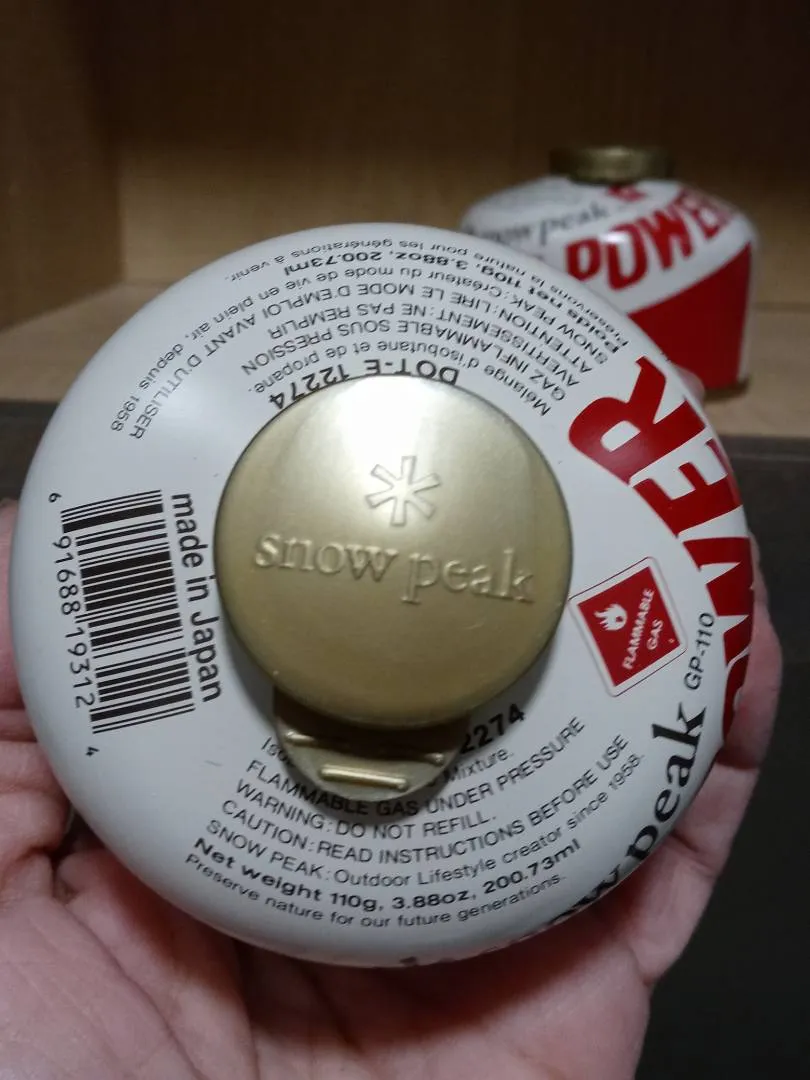 snow peak
POWER
snow peak
made in Japan
6 91688 19312 4
POWER
FLAMMABLE
GAS
snow peak GP-110
2274
Mixture.
FLAMMABLE GAS UNDER PRESSURE
WARNING: DO NOT REFILL.
CAUTION: READ INSTRUCTIONS BEFORE USE
SNOW PEAK: Outdoor Lifestyle creator since 1958.
Net weight 110g, 3.88oz, 200.73ml
Preserve nature for our future generations.
DOT-E 12274
Mélange d'isobutane et de propane.
GAZ INFLAMMABLE SOUS PRESSION
AVERTISSEMENT: NE PAS REMPLIR
ATTENTION: LIRE LE MODE D'EMPLOI AVANT D'UTILISER
SNOW PEAK: Créateur du mode de vie en plein air, depuis 1958
Poids net 110g, 3.88oz, 200.73ml
Préservons la nature pour les générations à venir.